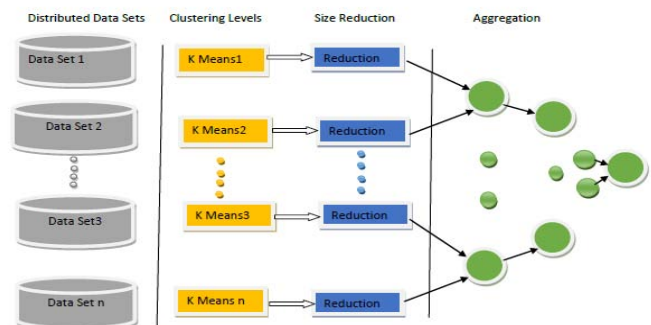 Distributed Data Sets
Clustering Levels
Size Reduction
Aggregation
Data Set 1
K Means1
Reduction
Data Set 2
K Means2
Reduction
Data Set3
K Means3
Reduction
Data Set n
K Means n
Reduction